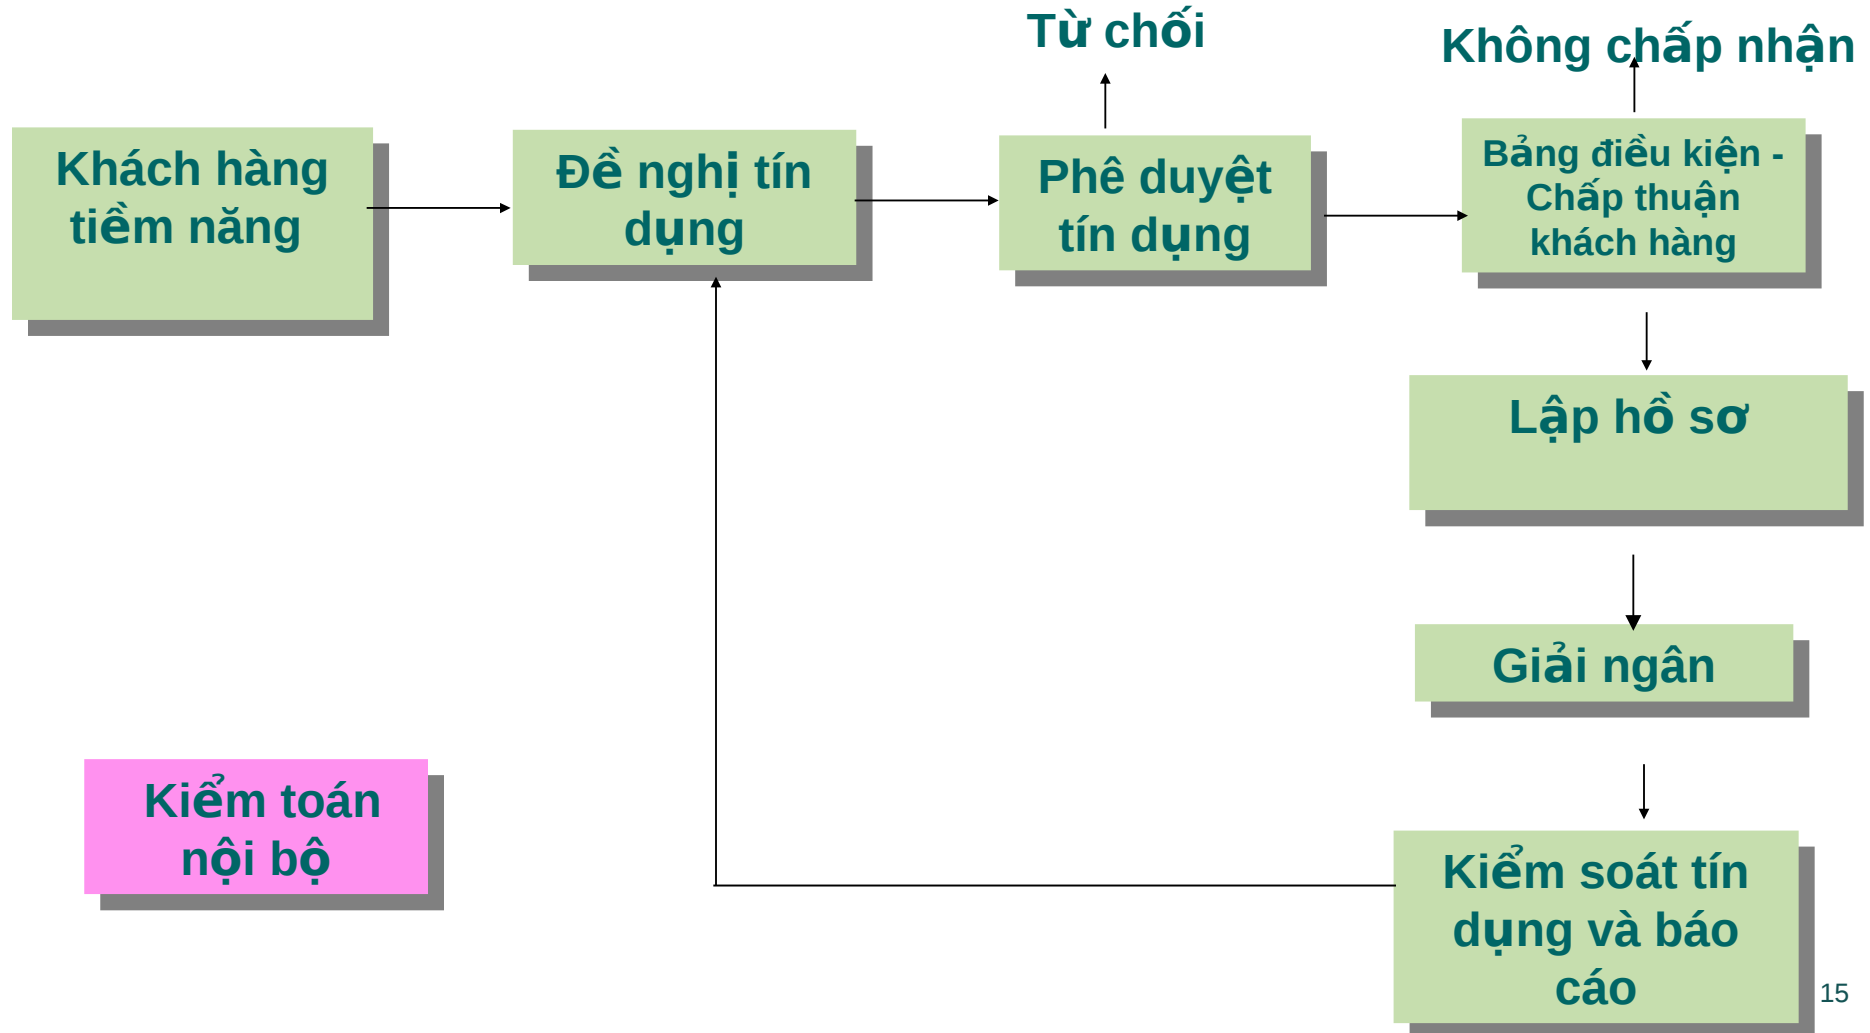 Từ chối
Không chấp nhận
Khách hàng
tiềm năng
Đề nghị tín
dụng
Phê duyệt
tín dụng
Bảng điều kiện -
Chấp thuận
khách hàng
Lập hồ sơ
Giải ngân
Kiểm toán
nội bộ
Kiểm soát tín
dụng và báo
cáo
15